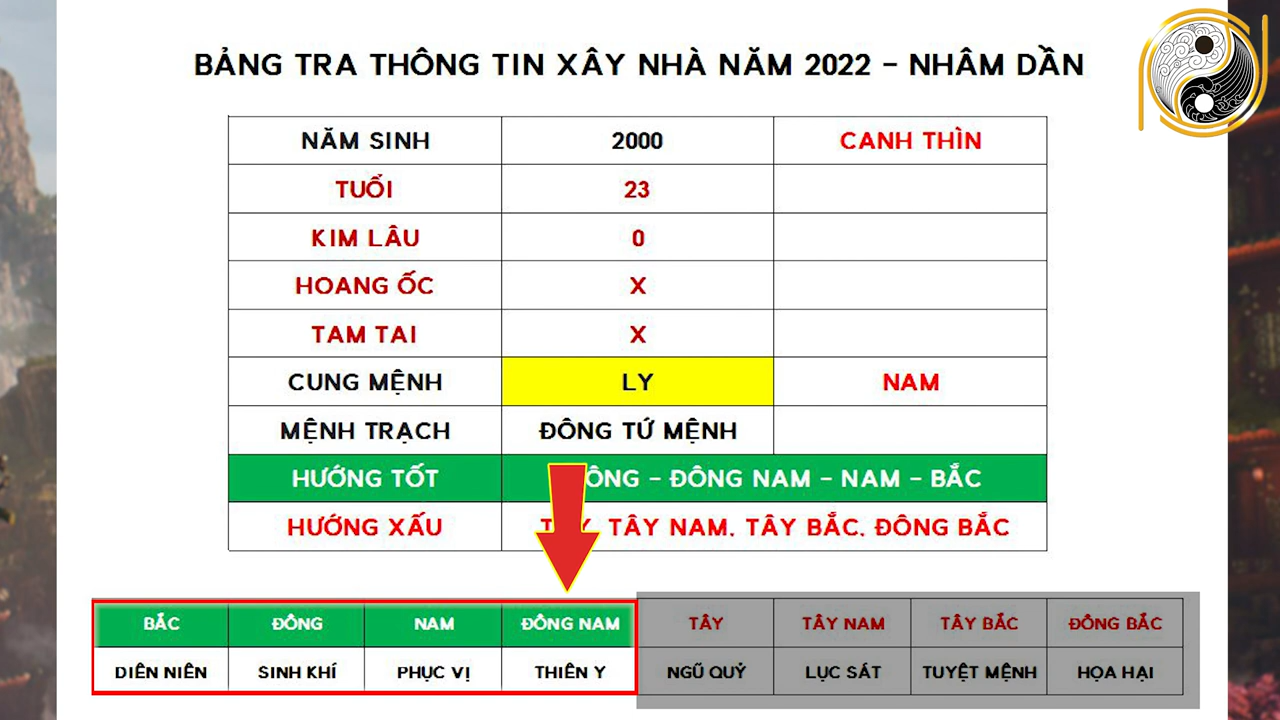 BẢNG TRA THÔNG TIN XÂY NHÀ NĂM 2022 - NHÂM DẦN
NĂM SINH 2000 CANH THÌN
TUỔI 23
KIM LÂU 0
HOANG ỐC X
TAM TAI X
CUNG MỆNH LY NAM
MỆNH TRẠCH ĐÔNG TỨ MỆNH
HƯỚNG TỐT - ĐÔNG NAM - NAM - BẮC
HƯỚNG XẤU TÂY NAM. TÂY BẮC. ĐÔNG BẮC
BẮC ĐÔNG NAM ĐÔNG NAM TÂY TÂY NAM TÂY BẮC ĐÔNG BẮC
DIÊN NIÊN SINH KHÍ PHỤC VỊ THIÊN Y NGŨ QUỶ LỤC SÁT TUYỆT MỆNH HỌA HẠI